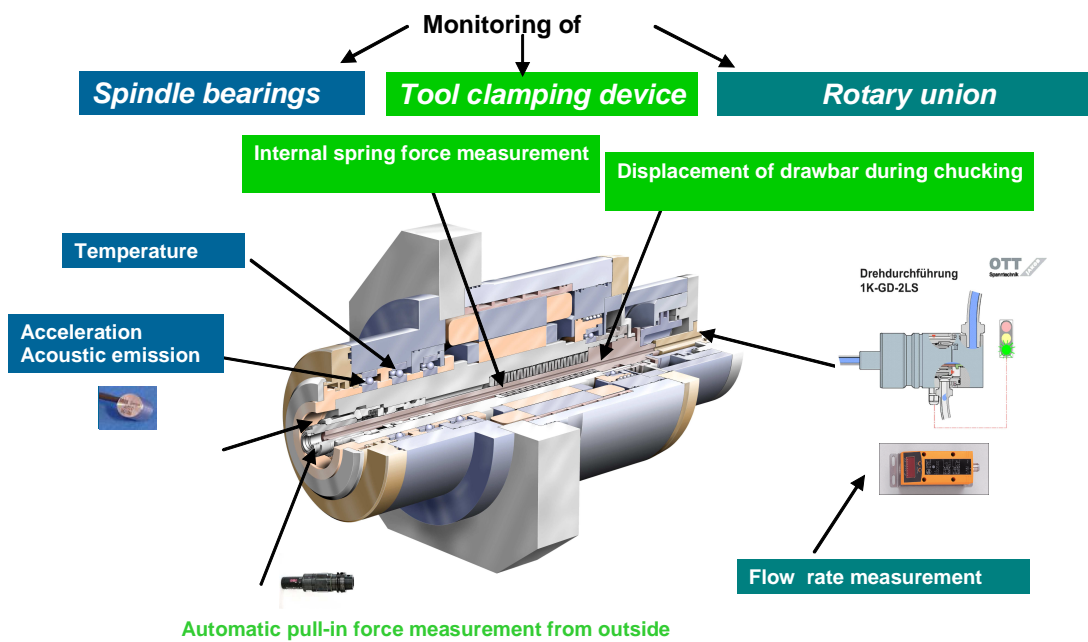 Monitoring of
Spindle bearings
Tool clamping device
Rotary union
Internal spring force measurement
Displacement of drawbar during chucking
Temperature
Acceleration
Acoustic emission
Drehdurchführung
1K-GD-2LS
OTT
Spanntechnik
Flow  rate measurement
Automatic pull-in force measurement from outside